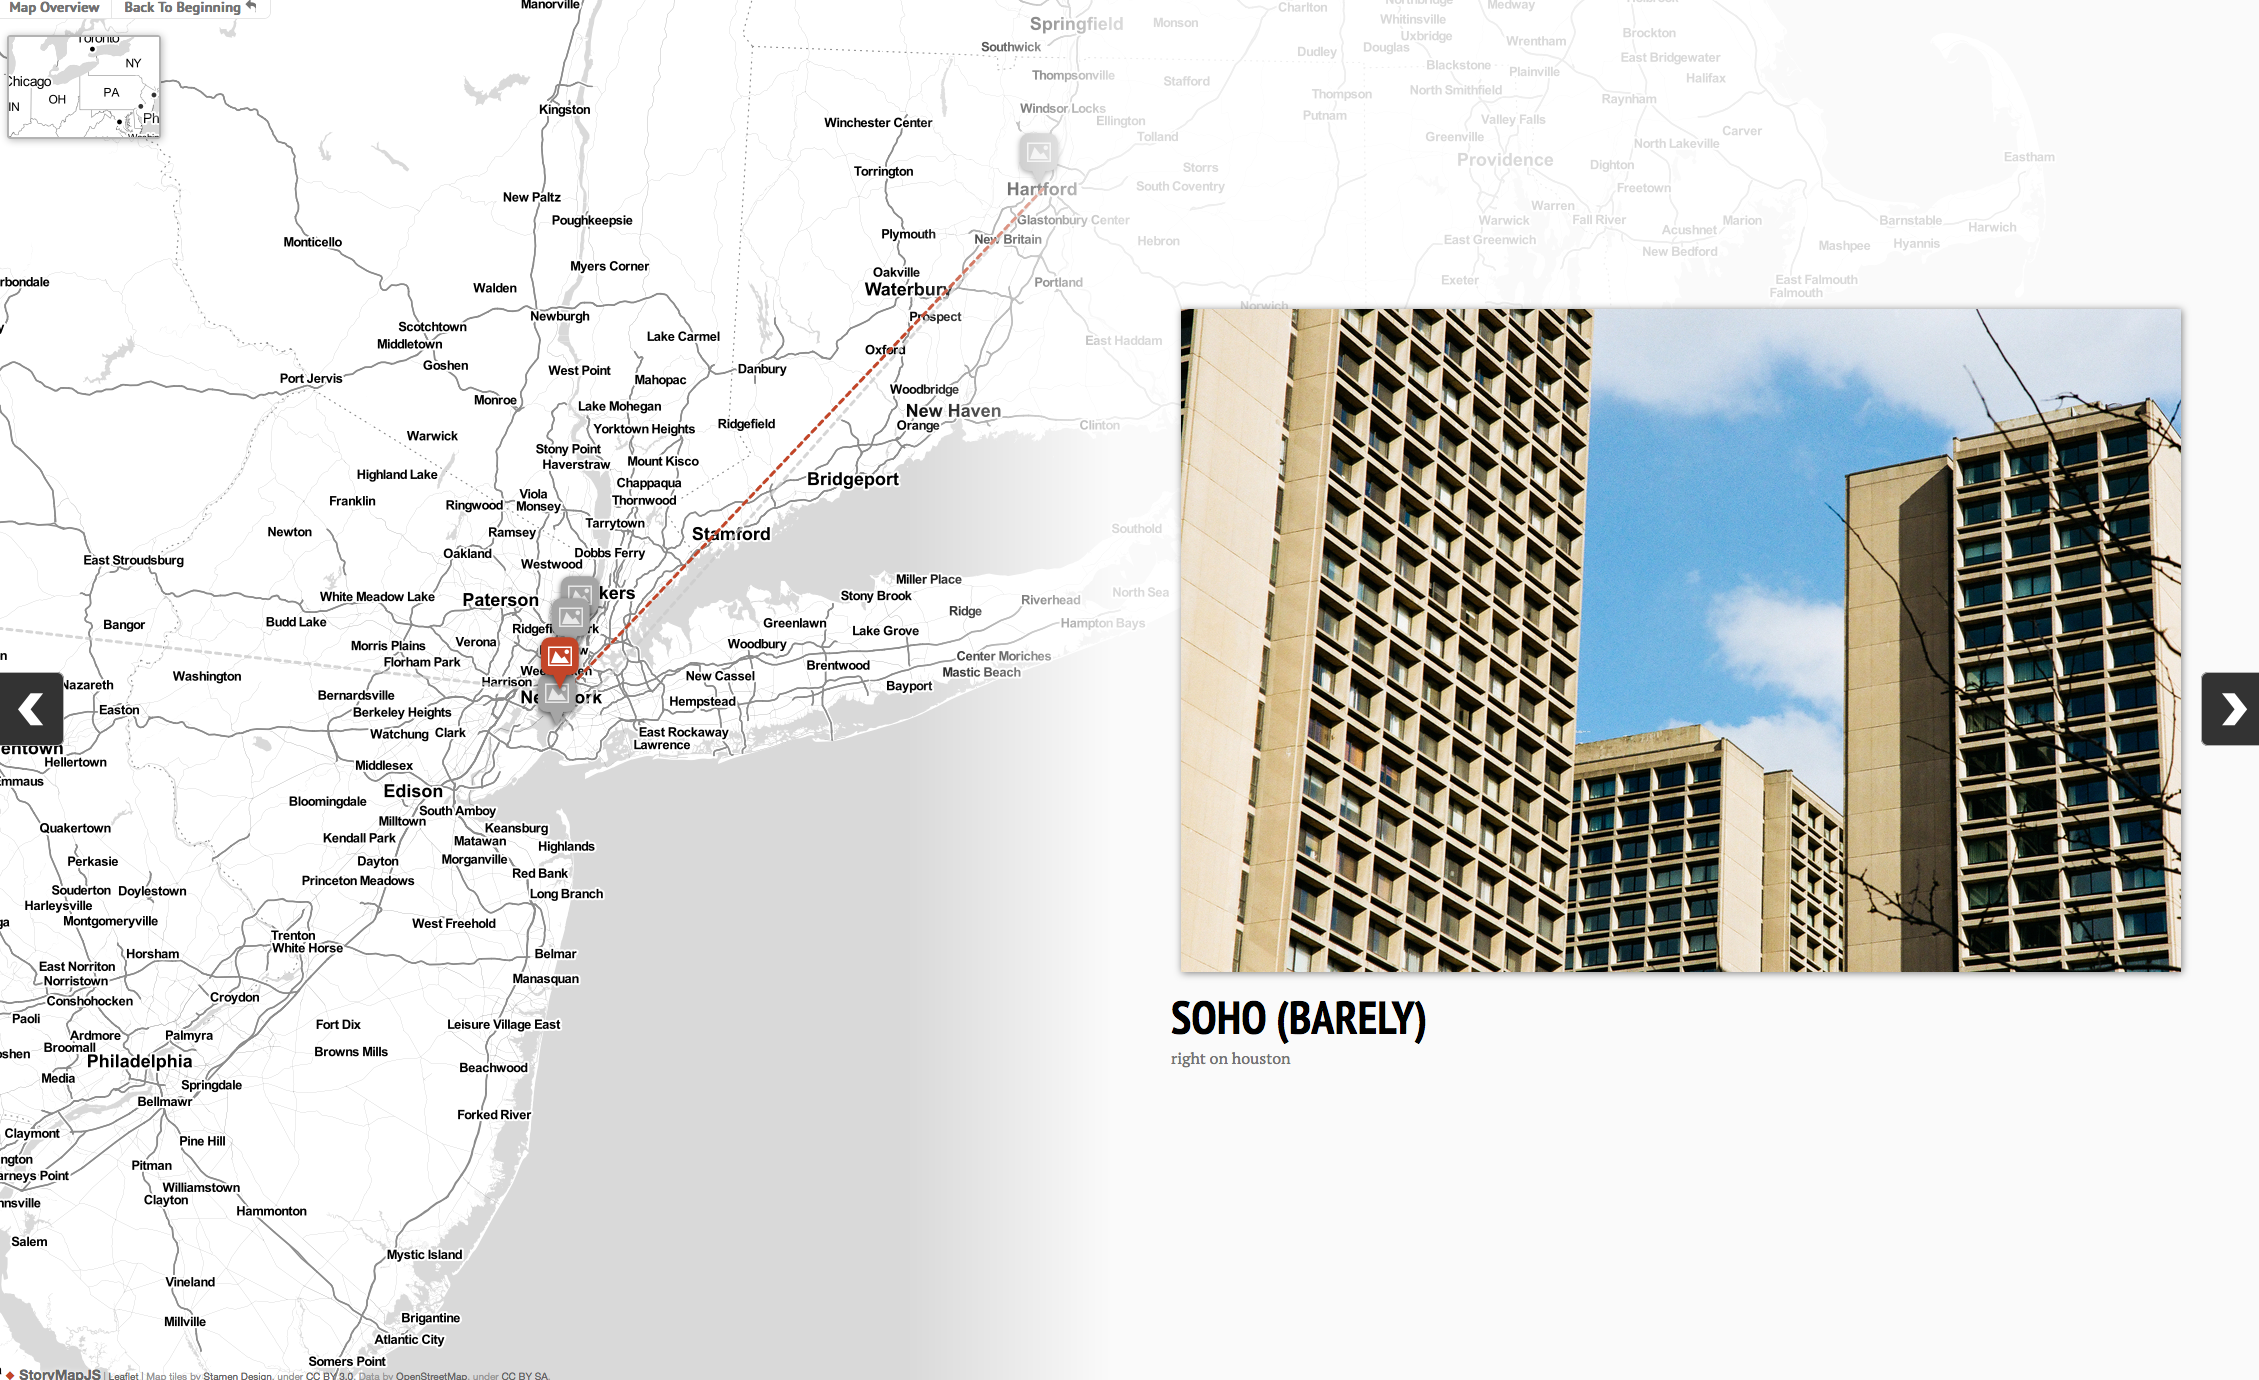 Map Overview
Back To Beginning
Toronto
NY
Chicago
PA
OH
IN
Ph
Manorville
Springfield
Monson
Charlton
Medway
Whitinsville
Uxbridge
Brockton
Southwick
Dudley
Douglas
Wrentham
East Bridgewater
Thompsonville
Stafford
Blackstone
Plainville
Halifax
Kingston
Windsor Locks
Thompson
North Smithfield
Raynham
Winchester Center
Ellington
Putnam
Valley Falls
Tolland
Greenville
Carver
North Lakeville
Torrington
Storrs
Providence
Dighton
Eastham
Hartford
South Coventry
Freetown
New Paltz
Poughkeepsie
Glastonbury Center
Warren
Warwick
Fall River
Marion
Barnstable
Harwich
Monticello
Plymouth
New Britain
Hebron
East Greenwich
Acushnet
New Bedford
Mashpee
Hyannis
Myers Corner
Oakville
Waterbury
Portland
Exeter
East Falmouth
Falmouth
rbondale
Walden
Norwich
Newburgh
Prospect
Scotchtown
Middletown
Lake Carmel
Oxford
East Haddam
Goshen
West Point
Mahopac
Danbury
Port Jervis
Woodbridge
Monroe
Lake Mohegan
New Haven
Yorktown Heights
Ridgefield
Orange
Clinton
Warwick
Stony Point
Haverstraw
Mount Kisco
Highland Lake
Chappaqua
Bridgeport
Franklin
Ringwood
Viola
Monsey
Thornwood
Newton
Ramsey
Tarrytown
Stamford
Southold
East Stroudsburg
Oakland
Dobbs Ferry
Westwood
Miller Place
White Meadow Lake
Paterson
kers
Stony Brook
Riverhead
North Sea
Bangor
Budd Lake
Ridge
Greenlawn
Lake Grove
Hampton Bays
Morris Plains
Verona
Woodbury
Florham Park
Center Moriches
Washington
Harrison
New Cassel
Brentwood
Mastic Beach
Nazareth
Bernardsville
Bayport
Easton
Berkeley Heights
New York
Hempstead
Watchung
Clark
East Rockaway
Lawrence
entown
Hellertown
Middlesex
mmaus
Edison
Bloomingdale
South Amboy
Milltown
Quakertown
Kendall Park
Keansburg
Matawan
Highlands
Perkasie
Dayton
Morganville
Princeton Meadows
Red Bank
Souderton
Doylestown
Long Branch
Harleysville
Montgomeryville
West Freehold
Trenton
White Horse
Horsham
Belmar
East Norriton
Norristown
Manasquan
Conshohocken
Croydon
Paoli
Ardmore
Palmyra
Fort Dix
Leisure Village East
Broomall
Browns Mills
Philadelphia
Media
Springdale
Beachwood
Bellmawr
Forked River
Claymont
Pine Hill
ngton
Pitman
arneys Point
Williamstown
Clayton
nnsville
Hammonton
Salem
Mystic Island
Vineland
Millville
Brigantine
Atlantic City
Somers Point
SOHO (BARELY)
right on houston
StoryMapJS | Leaflet | Map tiles by Stamen Design, under CC BY 3.0. Data by OpenStreetMap, under CC BY SA.